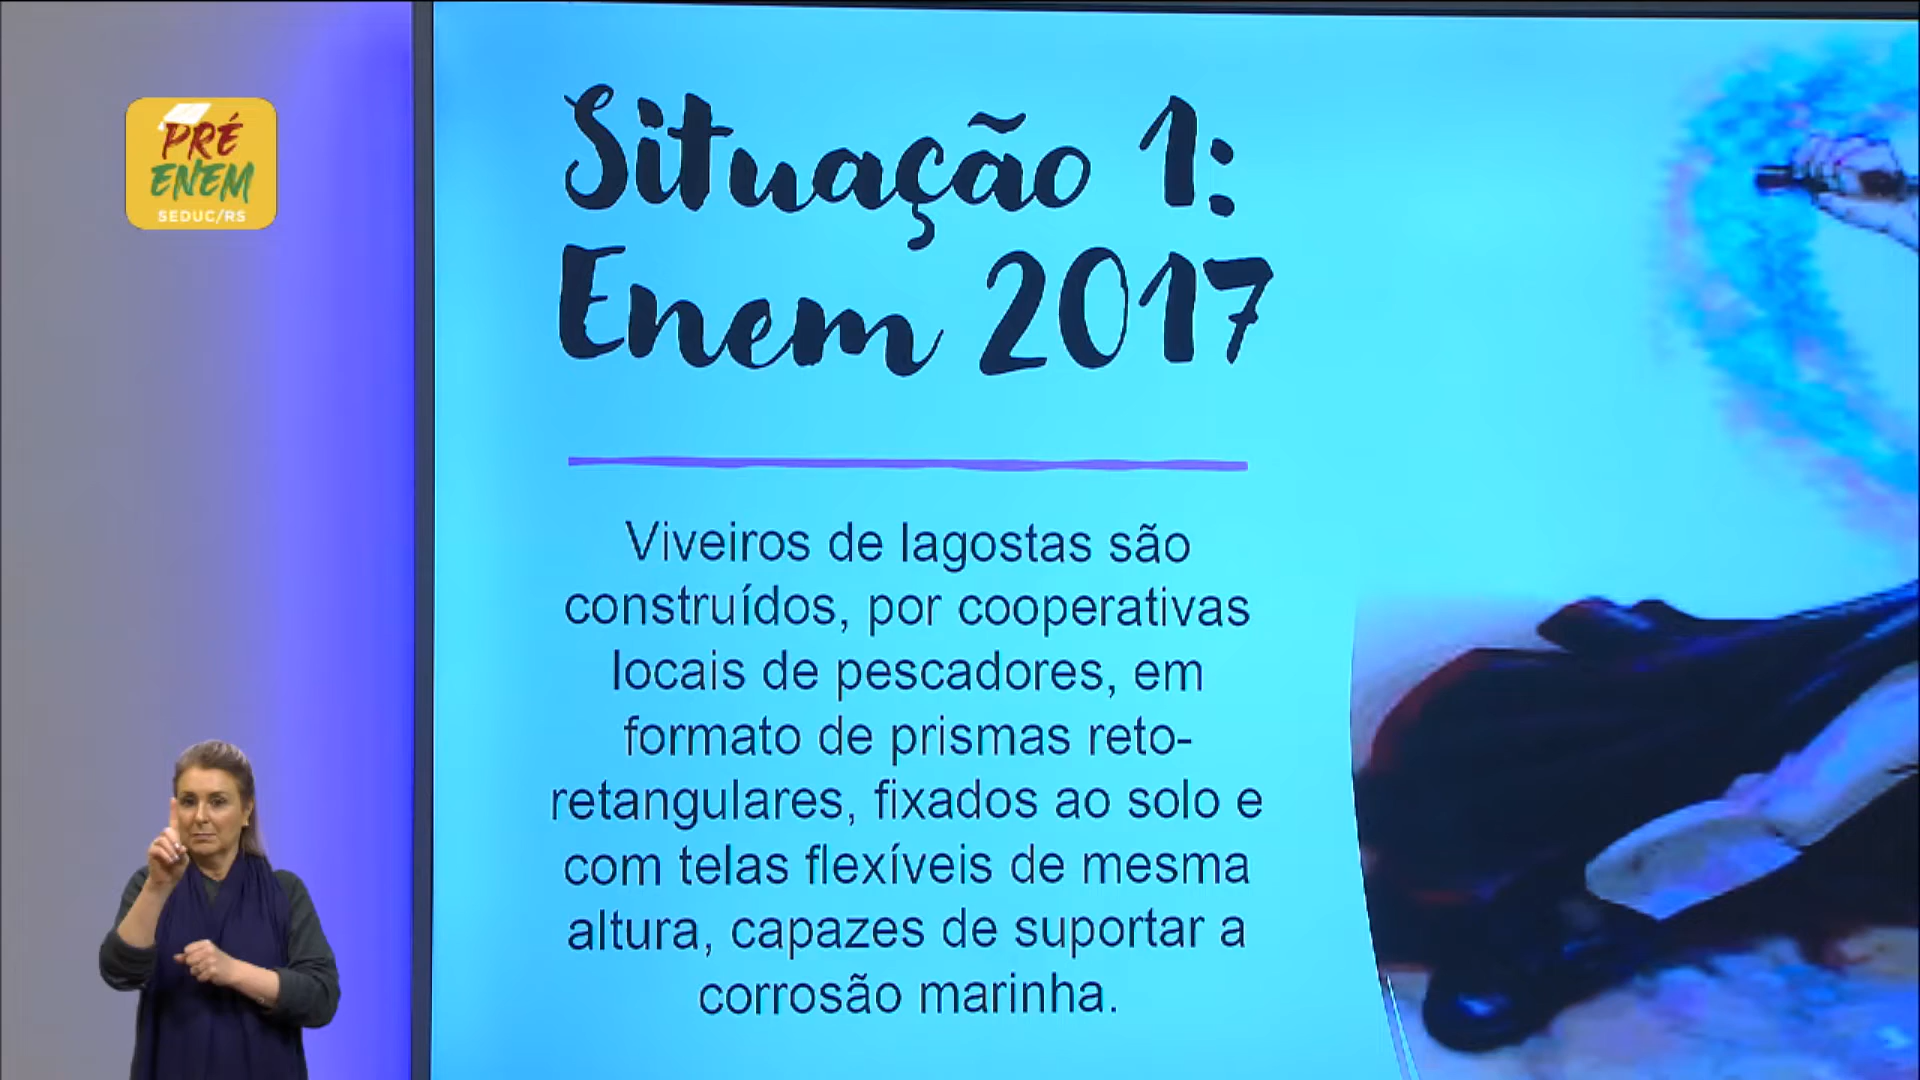 PRÉ
ENEM
SEDUC/RS
Situação 1:
Enem 2017
Viveiros de lagostas são
construídos, por cooperativas
locais de pescadores, em
formato de prismas reto-
retangulares, fixados ao solo e
com telas flexíveis de mesma
altura, capazes de suportar a
corrosão marinha.